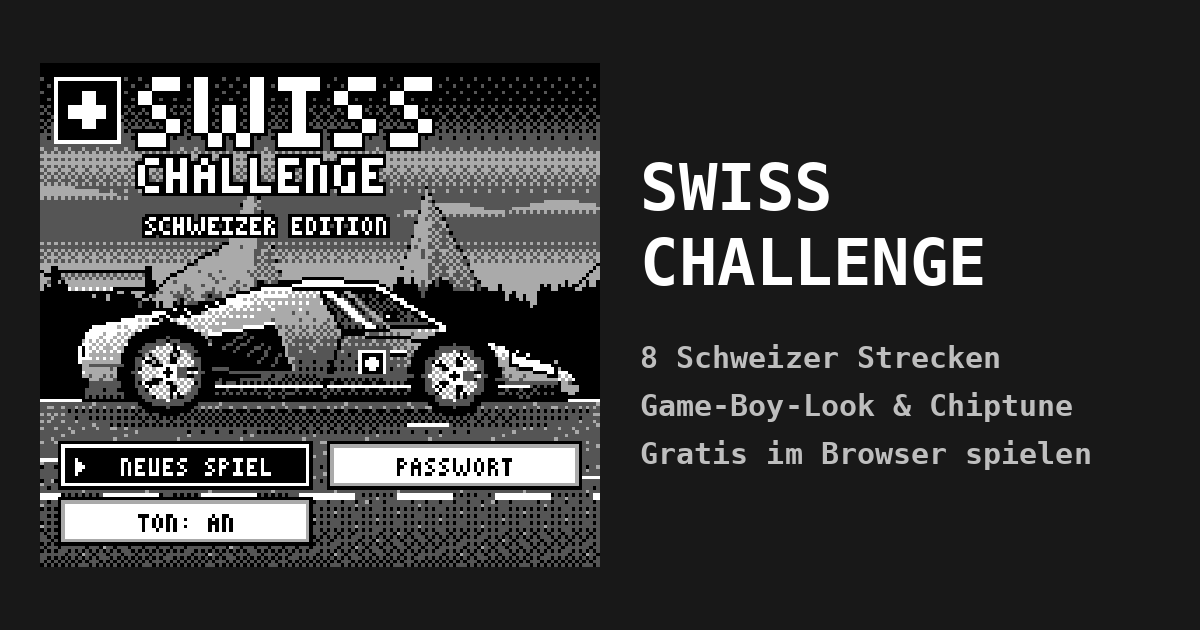 SWISS
CHALLENGE
SCHWEIZER EDITION
NEUES SPIEL
PASSWORT
TON: AN
SWISS
CHALLENGE
8 Schweizer Strecken
Game-Boy-Look & Chiptune
Gratis im Browser spielen